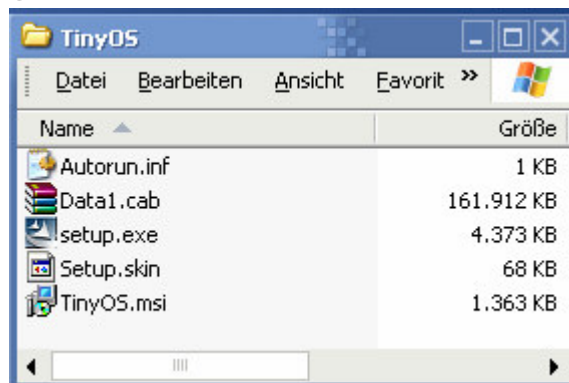 TinyOS
Datei Bearbeiten Ansicht Favorit »
Name Größe
Autorun.inf 1 KB
Data1.cab 161.912 KB
setup.exe 4.373 KB
Setup.skin 68 KB
TinyOS.msi 1.363 KB